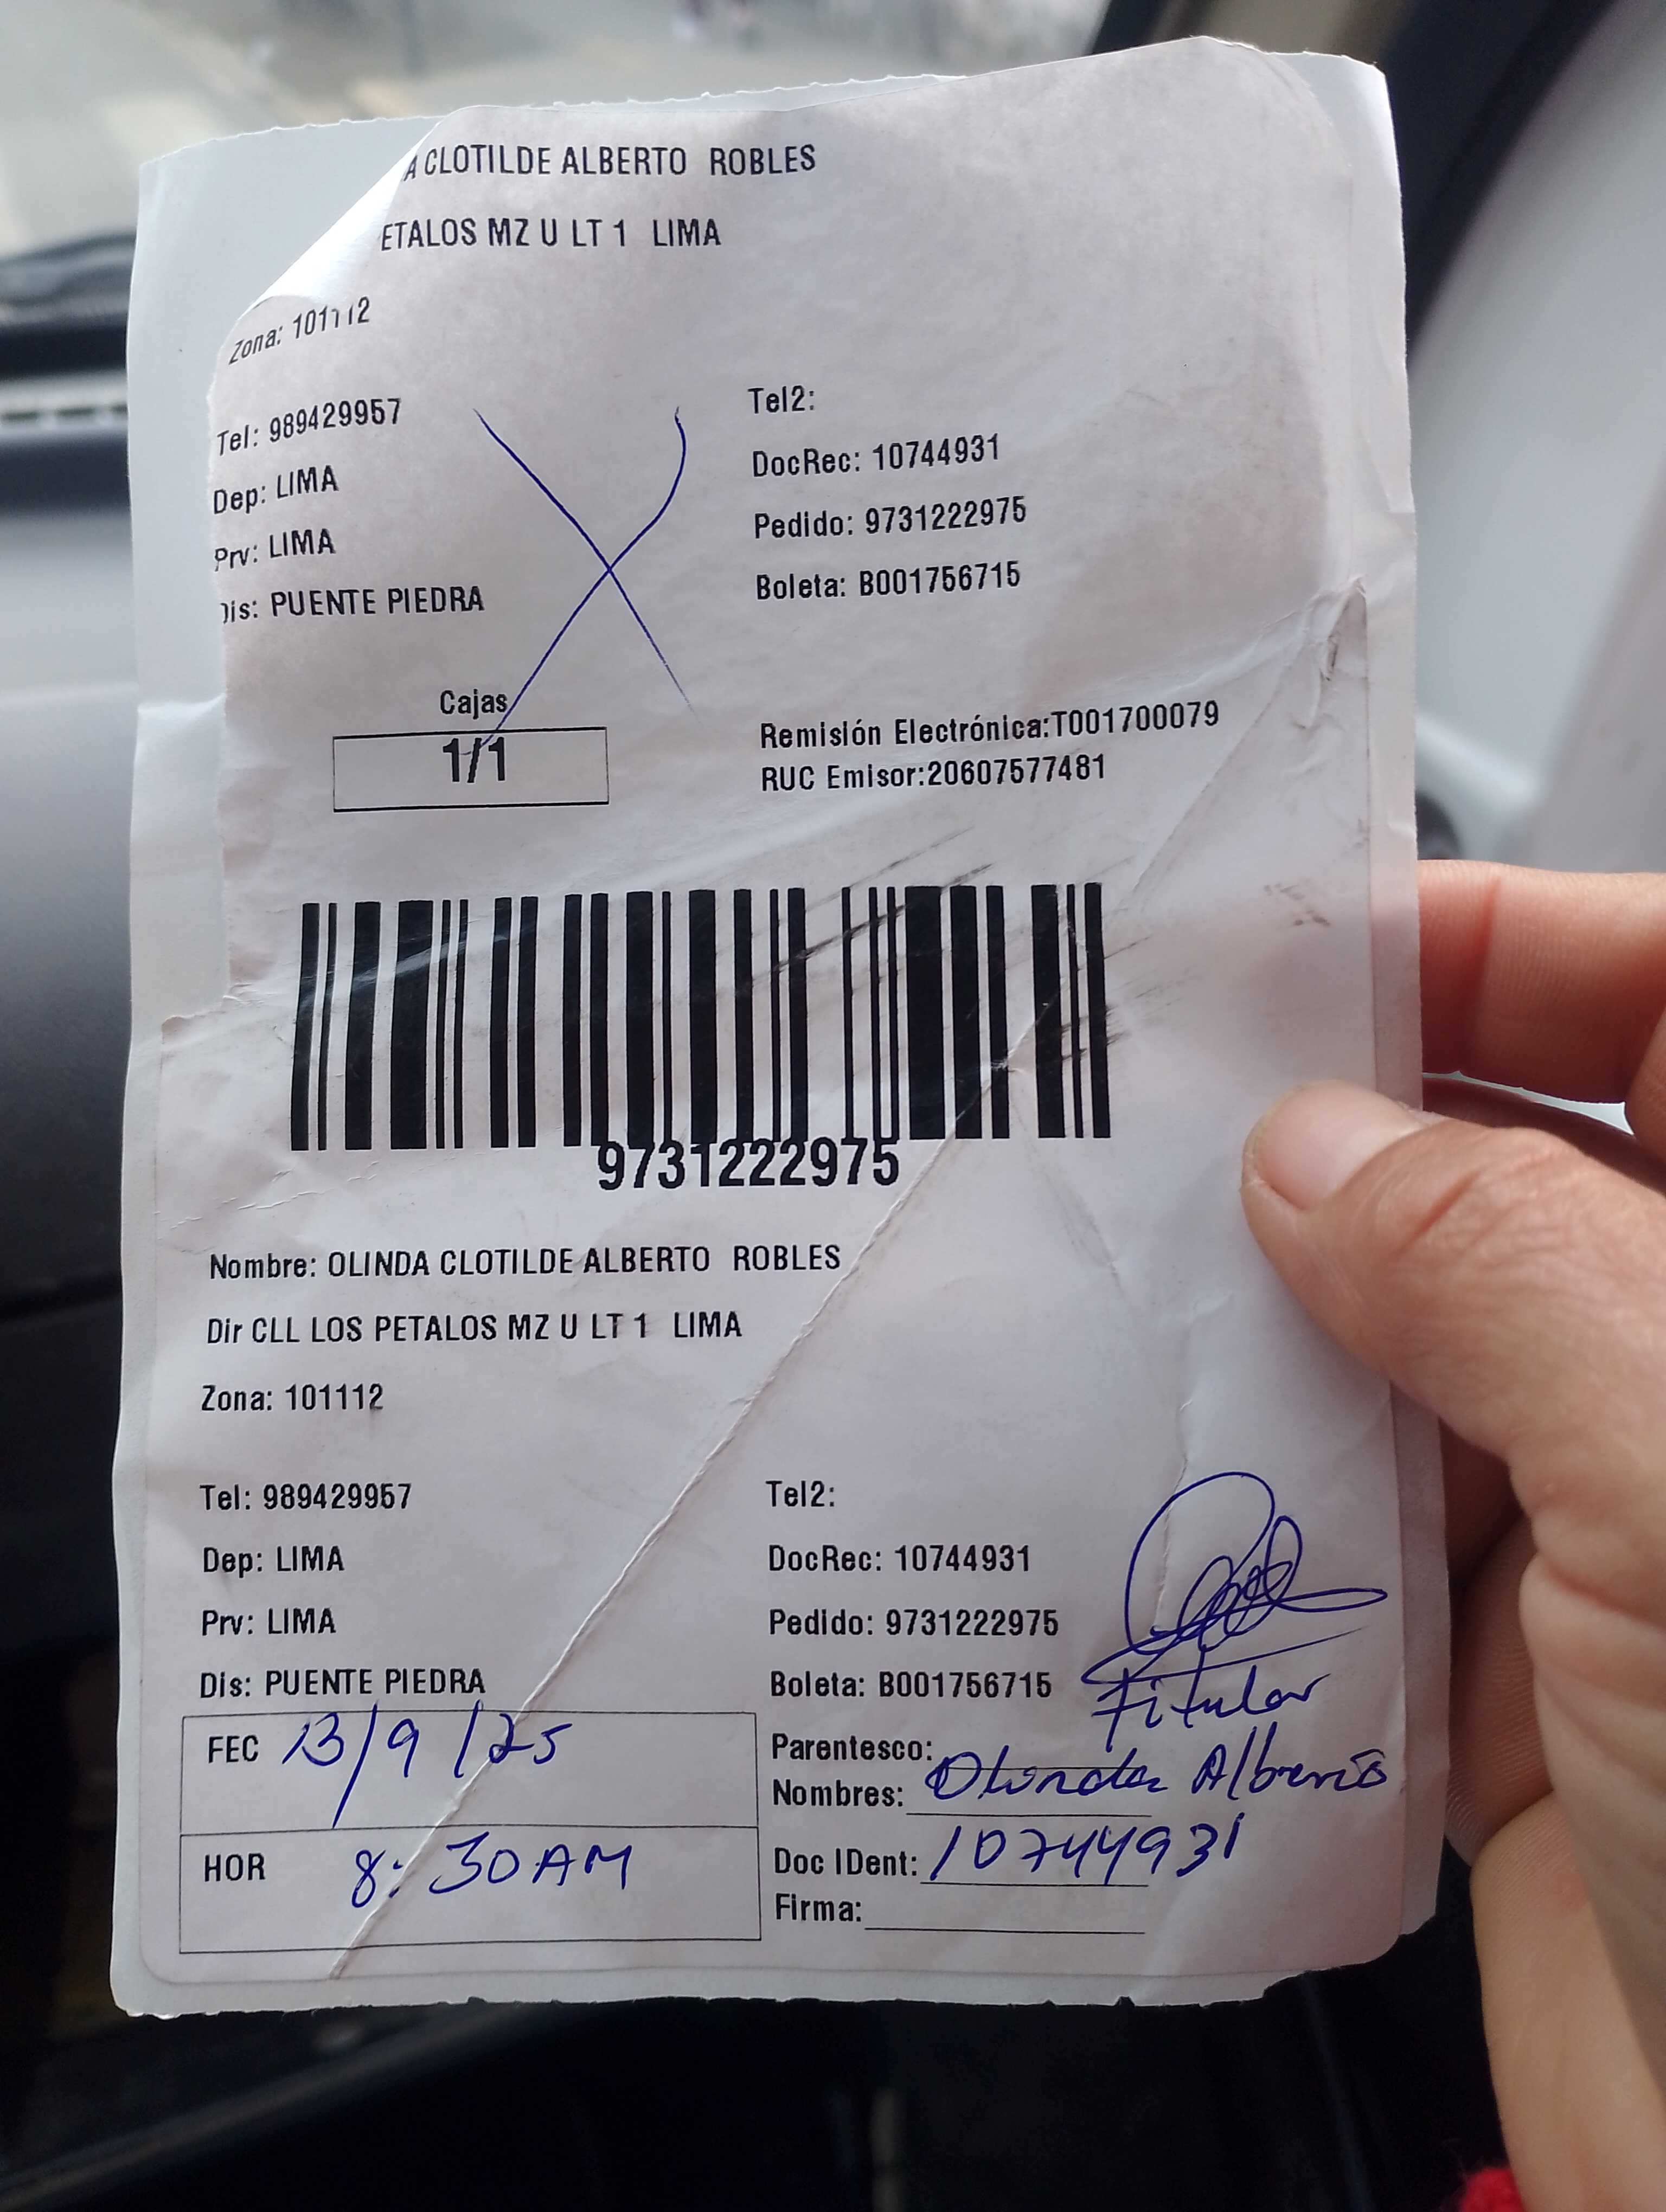 A CLOTILDE ALBERTO ROBLES
ETALOS MZ U LT 1 LIMA
Zona: 101112
Tel: 989429957
Tel2:
Dep: LIMA
DocRec: 10744931
Prv: LIMA
Pedido: 9731222975
Dis: PUENTE PIEDRA
Boleta: B001756715
Cajas
1/1
Remisión Electrónica:T001700079
RUC Emisor:20607577481
9731222975
Nombre: OLINDA CLOTILDE ALBERTO ROBLES
Dir CLL LOS PETALOS MZ U LT 1 LIMA
Zona: 101112
Tel: 989429957
Tel2:
Dep: LIMA
DocRec: 10744931
Prv: LIMA
Pedido: 9731222975
Dis: PUENTE PIEDRA
Boleta: B001756715
Titular
FEC 13/9/25
Parentesco:
Nombres: Olinda Alberto
HOR 8:30AM
Doc IDent: 10744931
Firma: